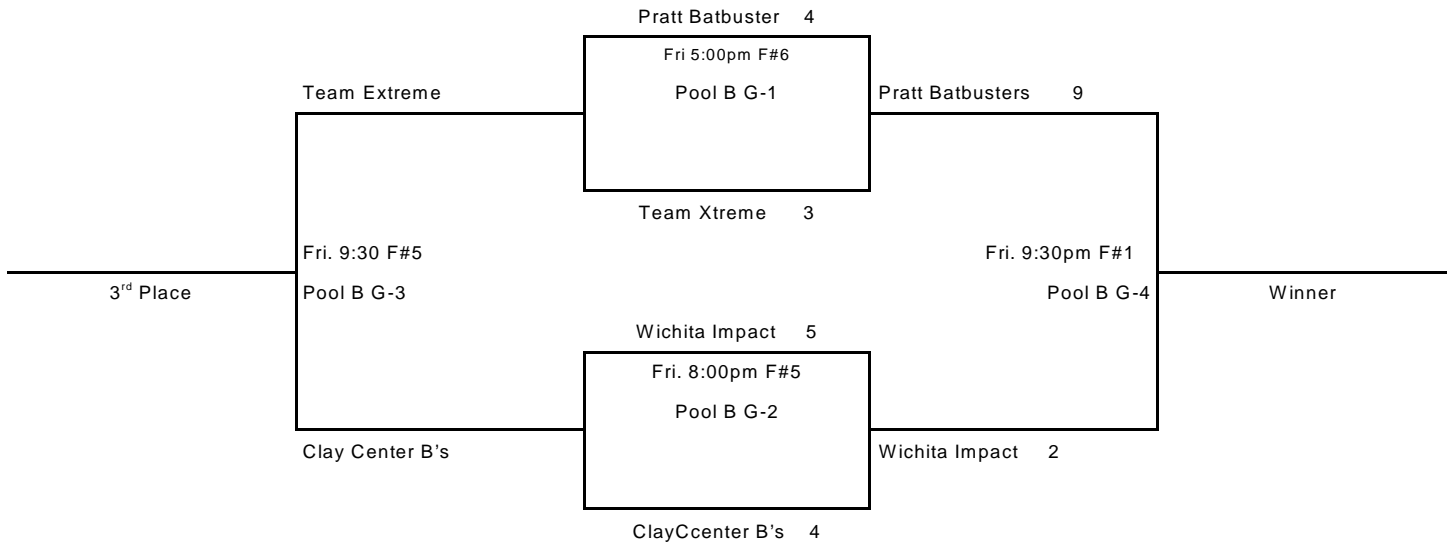 Pratt Batbuster 4
Fri 5:00pm F#6
Team Extreme
Pool B G-1
Pratt Batbusters 9
Team Xtreme 3
Fri. 9:30 F#5
Fri. 9:30pm F#1
3rd Place
Pool B G-3
Pool B G-4
Winner
Wichita Impact 5
Fri. 8:00pm F#5
Pool B G-2
Clay Center B's
Wichita Impact 2
ClayCcenter B's 4